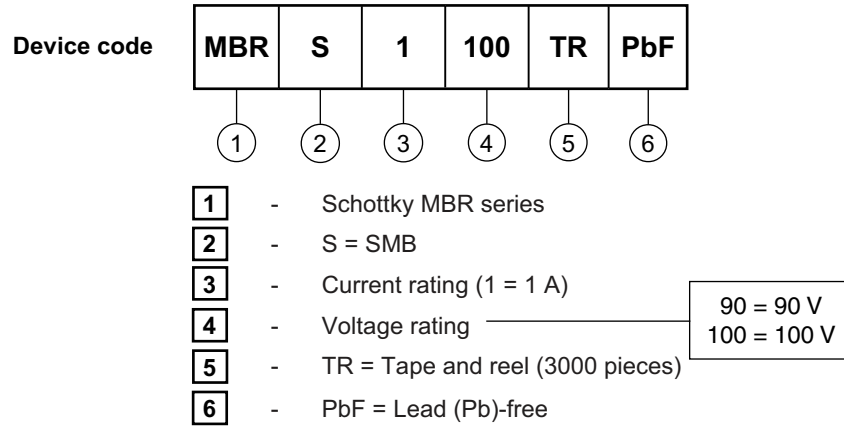 Device code MBR S 1 100 TR PbF
1 2 3 4 5 6
1 - Schottky MBR series
2 - S = SMB
3 - Current rating (1 = 1 A)
90 = 90 V
4 - Voltage rating
100 = 100 V
5 - TR = Tape and reel (3000 pieces)
6 - PbF = Lead (Pb)-free